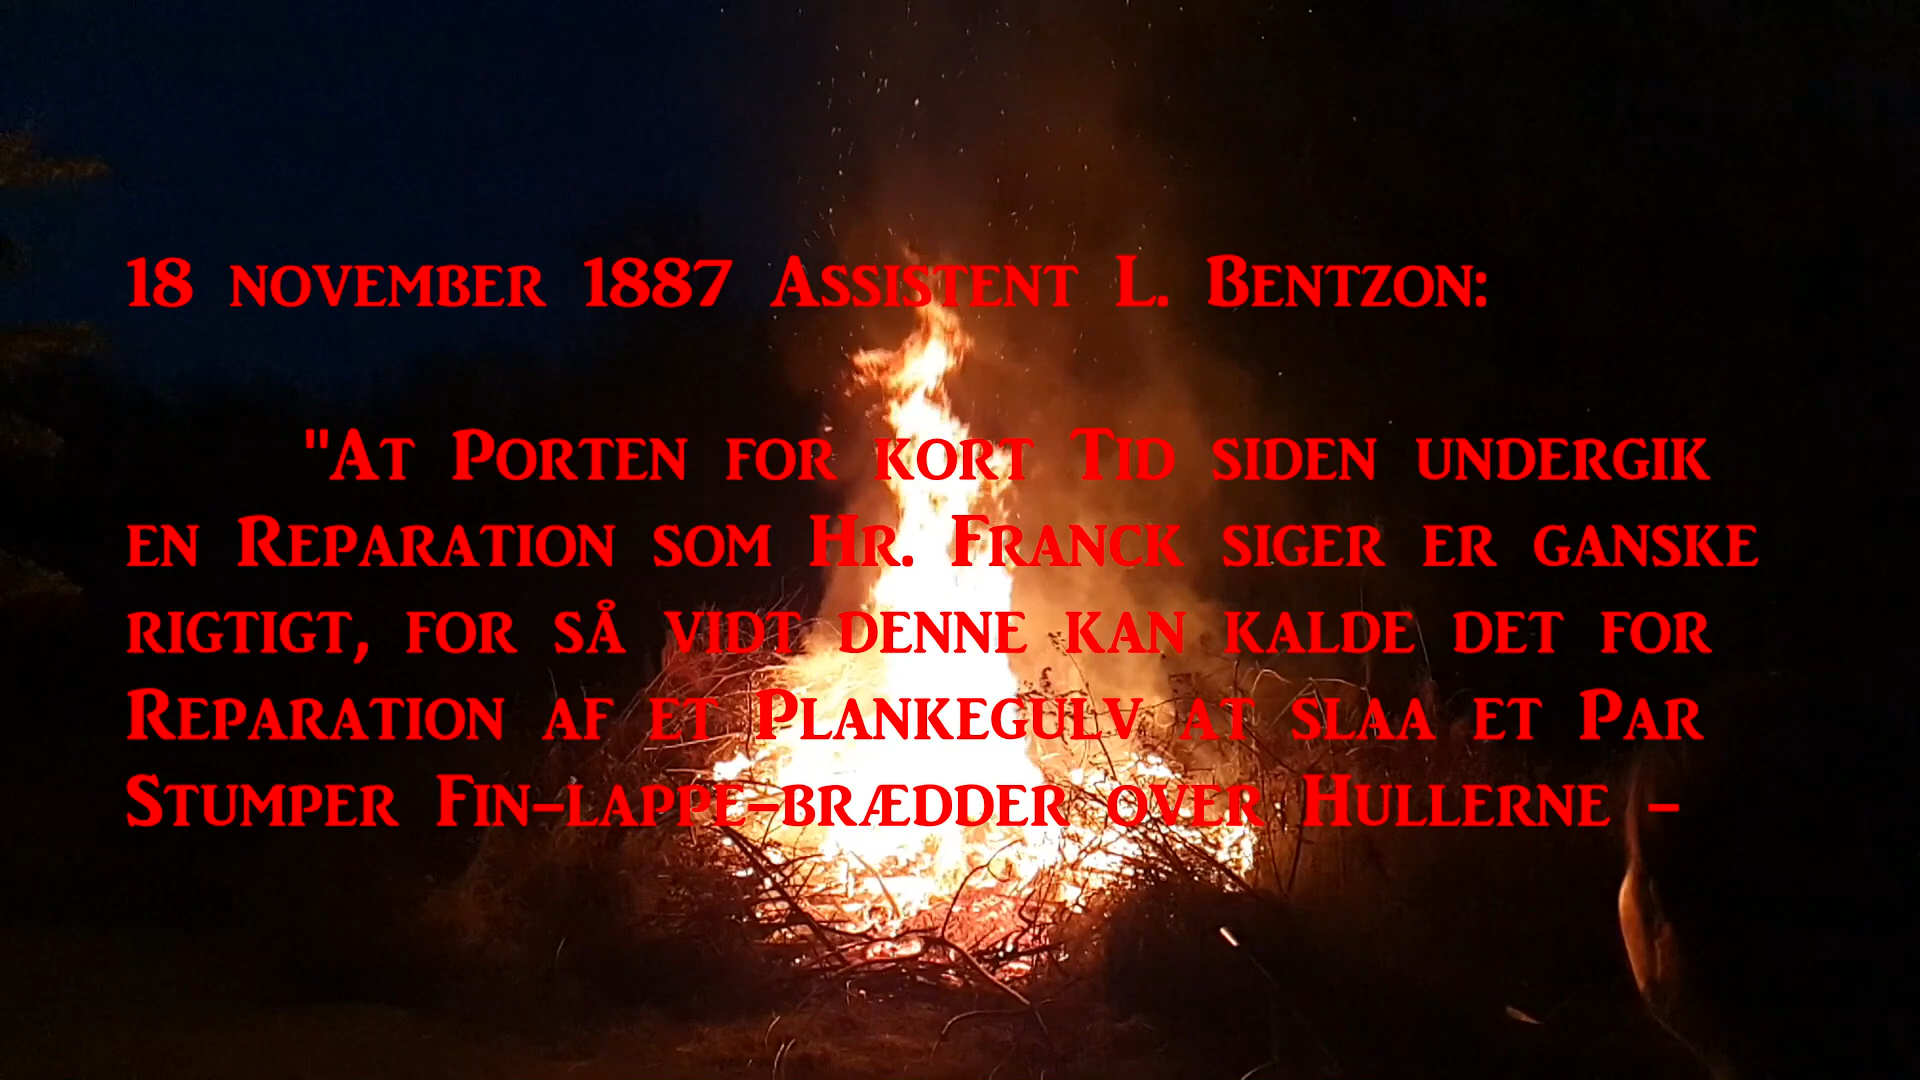 18 november 1887 Assistent L. Bentzon:
"At Porten for kort Tid siden undergik
en Reparation som Hr. Franck siger er ganske
rigtigt, for så vidt denne kan kalde det for
Reparation af et Plankegulv at slaa et Par
Stumper Fin-lappe-brædder over Hullerne -